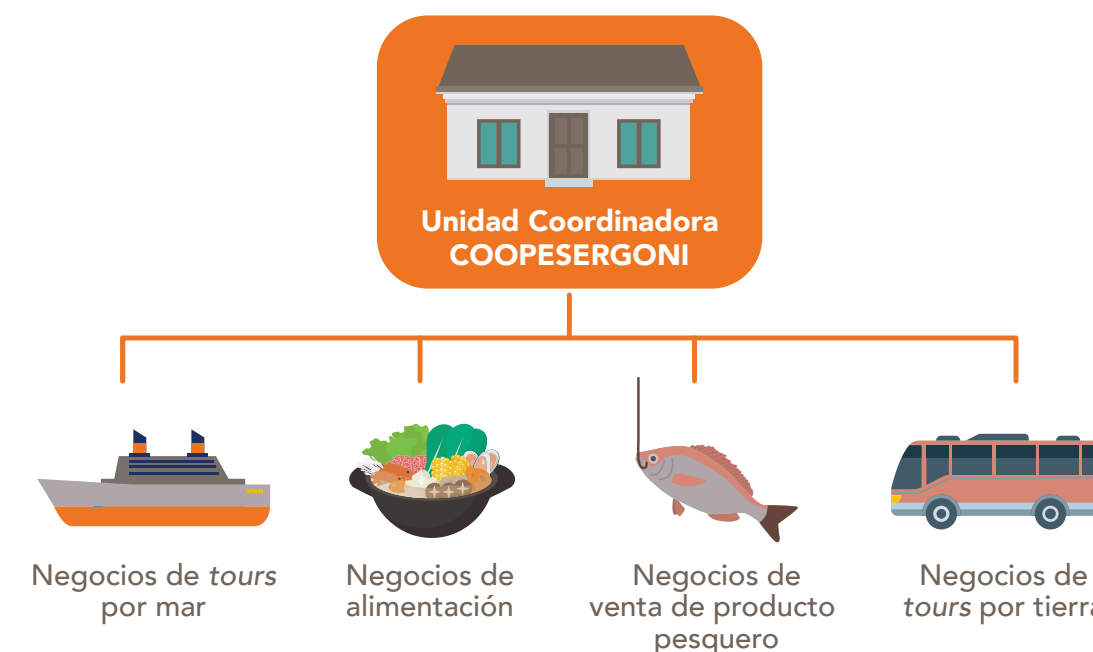 Unidad Coordinadora
COOPESERGONI
Negocios de tours
por mar
Negocios de
alimentación
Negocios de
venta de producto
pesquero
Negocios de
tours por tierra